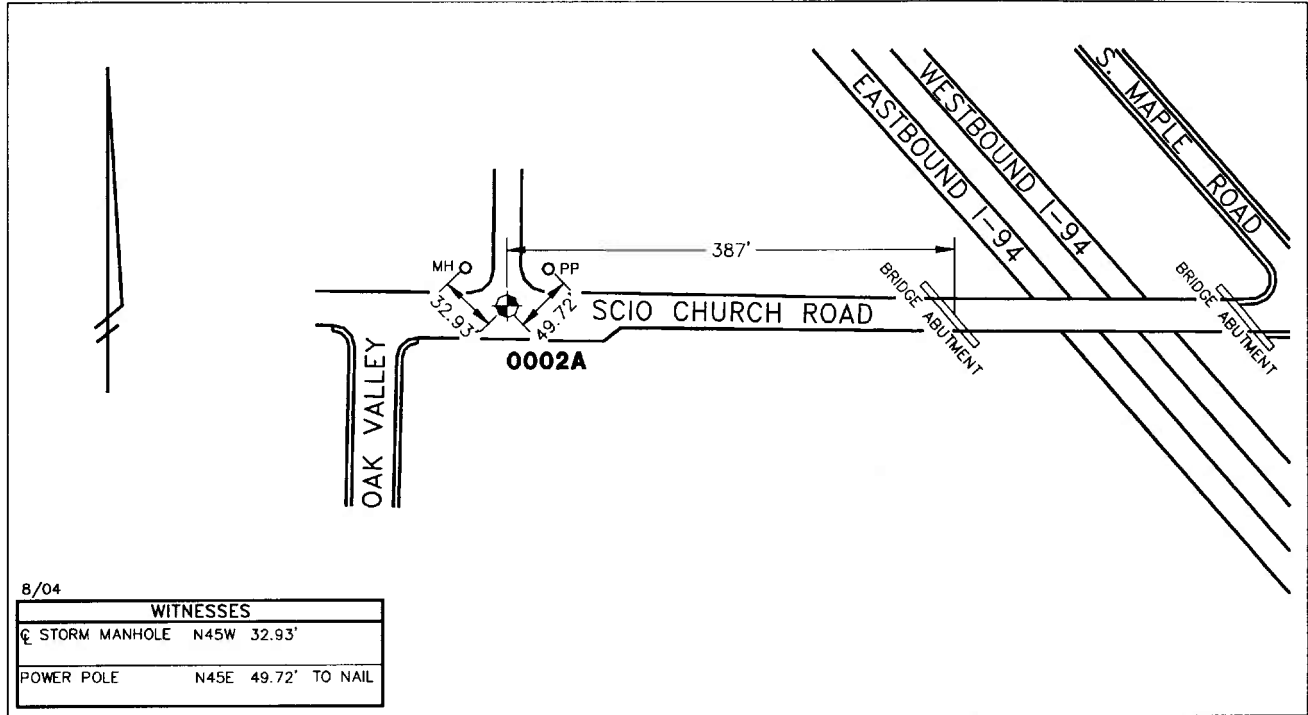 S. MAPLE ROAD
WESTBOUND I-94
EASTBOUND I-94
387'
MH
PP
32.93'
49.72'
SCIO CHURCH ROAD
BRIDGE ABUTMENT
BRIDGE ABUTMENT
0002A
OAK VALLEY
8/04
WITNESSES
℄ STORM MANHOLE N45W 32.93'
POWER POLE N45E 49.72' TO NAIL